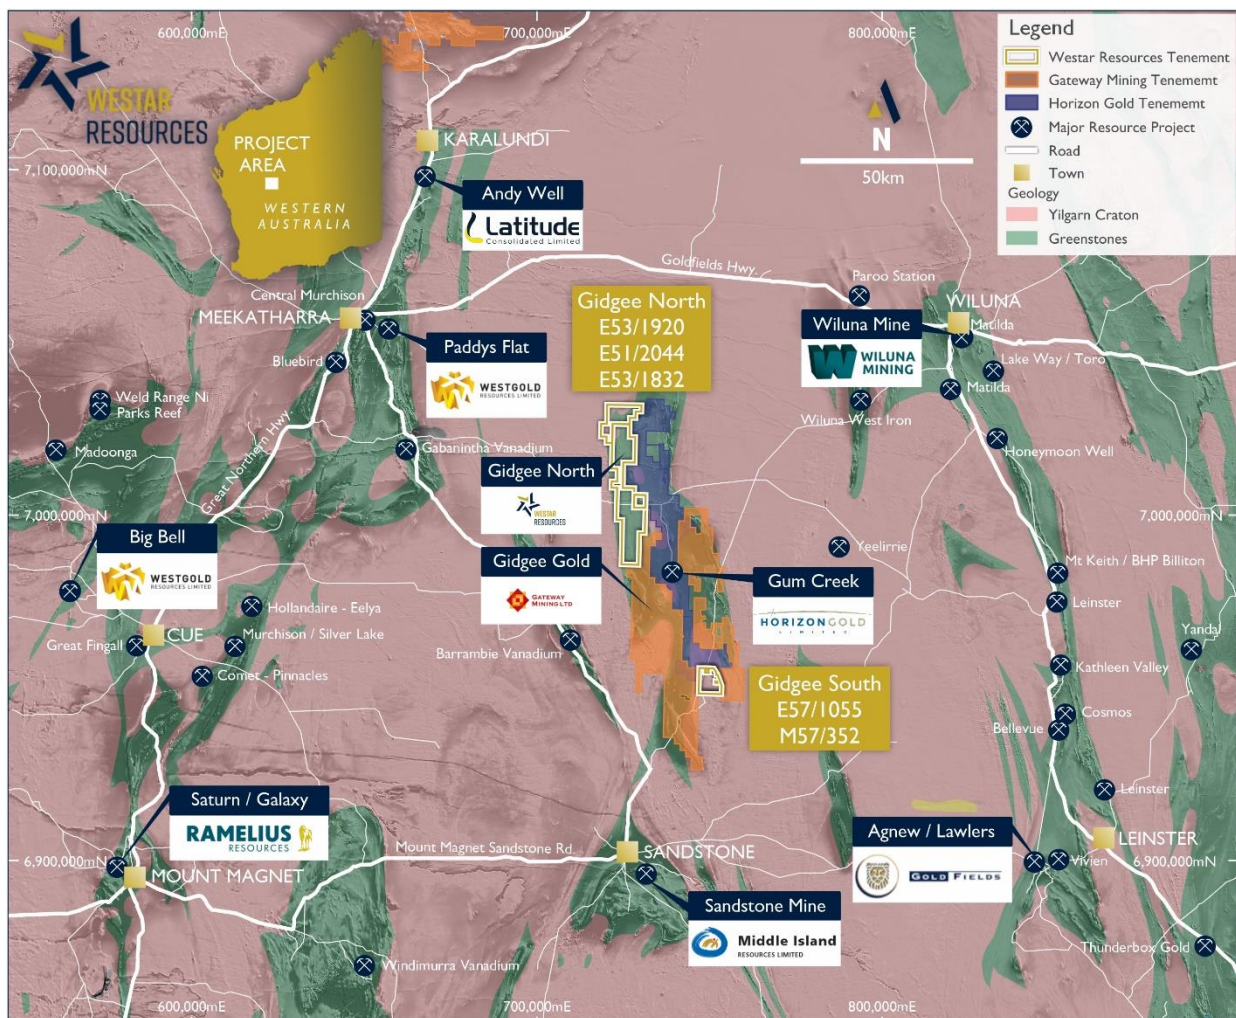 600,000mE
700,000mE
800,000mE
WESTAR
RESOURCES
PROJECT
AREA
WESTERN
AUSTRALIA
Legend
Westar Resources Tenement
Gateway Mining Tenememt
Horizon Gold Tenememt
Major Resource Project
Road
Town
Geology
Yilgarn Craton
Greenstones
N
50km
7,100,000mN
KARALUNDI
Andy Well
Latitude
Consolidated Limited
Goldfields Hwy.
Central Murchison
MEEKATHARRA
Paddys Flat
WESTGOLD
RESOURCES LIMITED
Bluebird
Gidgee North
E53/1920
E51/2044
E53/1832
Paroo Station
WILUNA
Matilda
Wiluna Mine
WILUNA
MINING
Lake Way / Toro
Matilda
Wiluna West Iron
Honeymoon Well
Weld Range Ni
Parks Reef
Madoonga
Great Northern Hwy.
Gabanintha Vanadium
Gidgee North
WESTAR
RESOURCES
7,000,000mN
7,000,000mN
Big Bell
WESTGOLD
RESOURCES LIMITED
Gidgee Gold
GATEWAY
MINING LTD
Yeelirrie
Gum Creek
HORIZON GOLD
LIMITED
Mt Keith / BHP Billiton
Leinster
Yandal
Hollandaire - Eelya
CUE
Great Fingall
Murchison / Silver Lake
Comet - Pinnacles
Barrambie Vanadium
Kathleen Valley
Gidgee South
E57/1055
M57/352
Cosmos
Bellevue
Leinster
Saturn / Galaxy
RAMELIUS
RESOURCES
Mount Magnet Sandstone Rd.
SANDSTONE
Agnew / Lawlers
GOLD FIELDS
LEINSTER
Vivien
6,900,000mN
6,900,000mN
MOUNT MAGNET
Sandstone Mine
Middle Island
RESOURCES LIMITED
Windimurra Vanadium
Thunderbox Gold
600,000mE
700,000mE
800,000mE